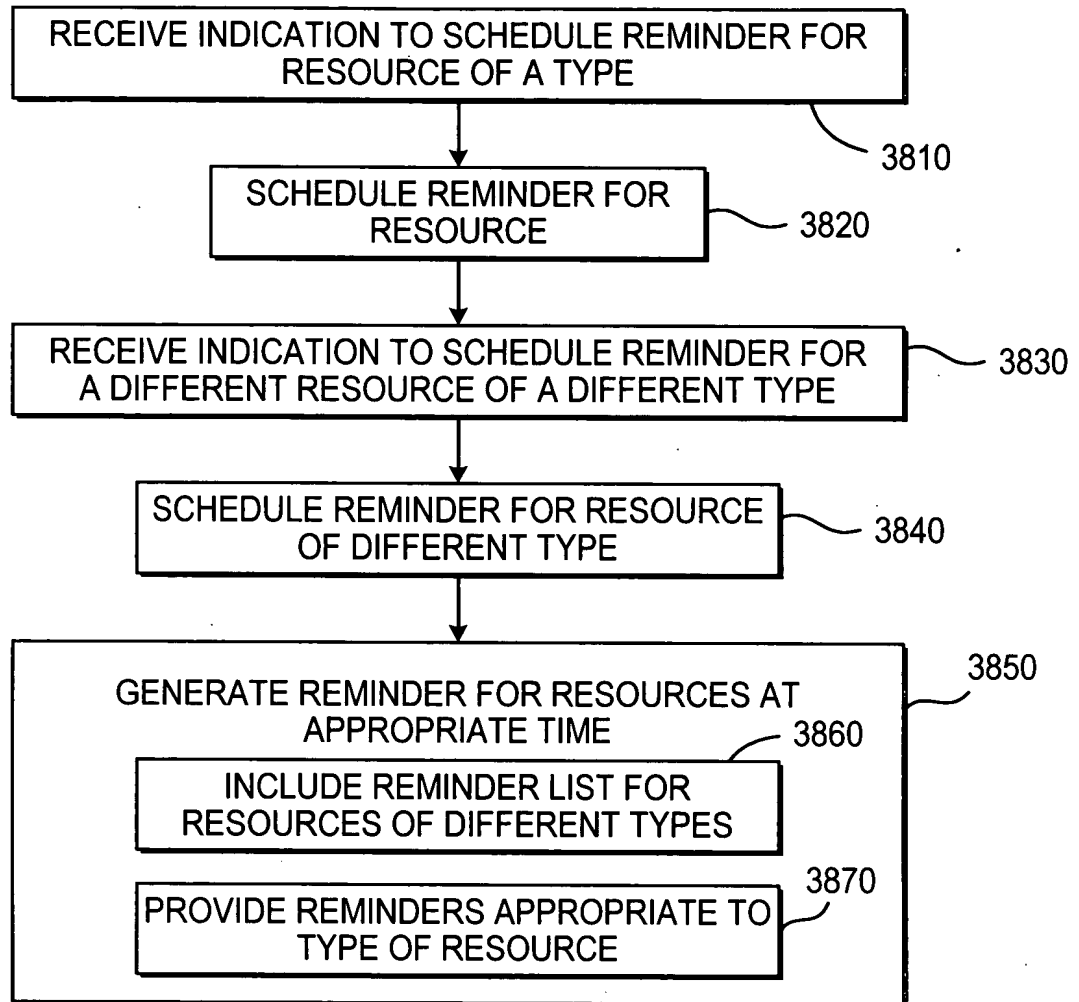 RECEIVE INDICATION TO SCHEDULE REMINDER FOR
RESOURCE OF A TYPE
3810
SCHEDULE REMINDER FOR
RESOURCE
3820
RECEIVE INDICATION TO SCHEDULE REMINDER FOR
A DIFFERENT RESOURCE OF A DIFFERENT TYPE
3830
SCHEDULE REMINDER FOR RESOURCE
OF DIFFERENT TYPE
3840
3850
GENERATE REMINDER FOR RESOURCES AT
APPROPRIATE TIME
3860
INCLUDE REMINDER LIST FOR
RESOURCES OF DIFFERENT TYPES
3870
PROVIDE REMINDERS APPROPRIATE TO
TYPE OF RESOURCE